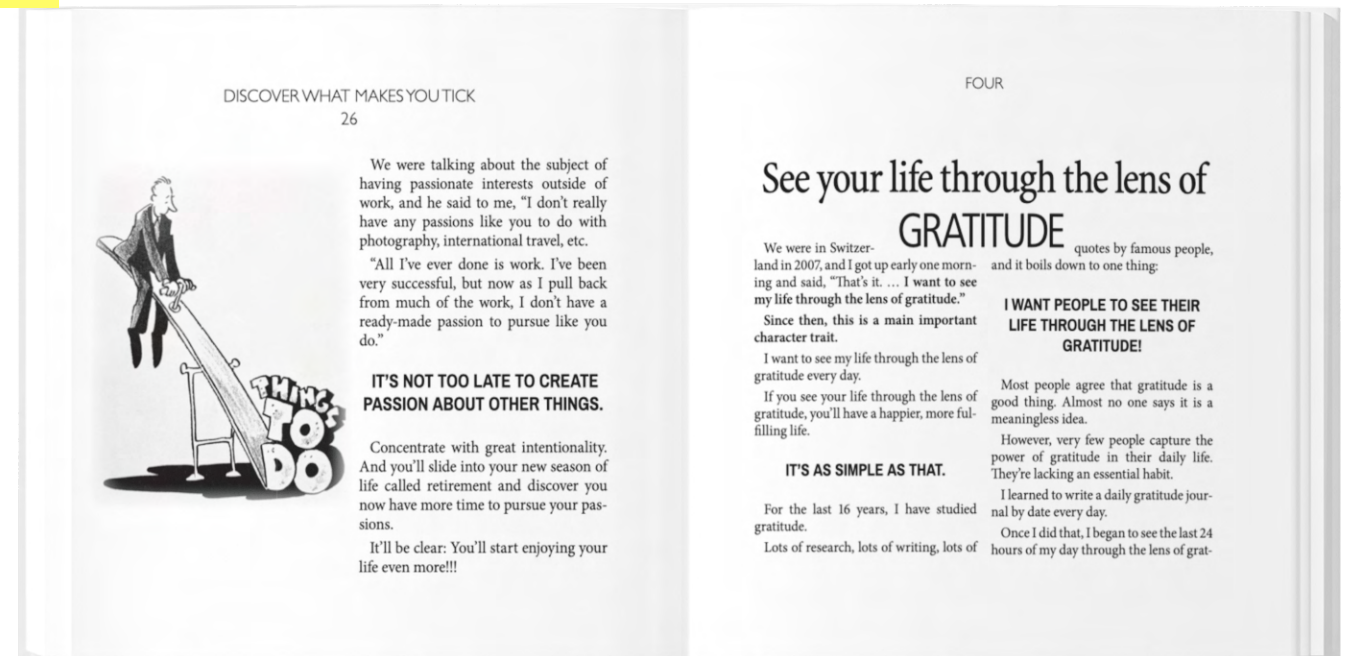 DISCOVER WHAT MAKES YOU TICK
26
THINGS
TO
DO
We were talking about the subject of
having passionate interests outside of
work, and he said to me, “I don’t really
have any passions like you to do with
photography, international travel, etc.
“All I’ve ever done is work. I’ve been
very successful, but now as I pull back
from much of the work, I don’t have a
ready-made passion to pursue like you
do.”
IT’S NOT TOO LATE TO CREATE
PASSION ABOUT OTHER THINGS.
Concentrate with great intentionality.
And you’ll slide into your new season of
life called retirement and discover you
now have more time to pursue your pas-
sions.
It’ll be clear: You’ll start enjoying your
life even more!!!
FOUR
See your life through the lens of
GRATITUDE
We were in Switzer-
land in 2007, and I got up early one morn-
ing and said, “That’s it. … I want to see
my life through the lens of gratitude.”
Since then, this is a main important
character trait.
I want to see my life through the lens of
gratitude every day.
If you see your life through the lens of
gratitude, you’ll have a happier, more ful-
filling life.
IT’S AS SIMPLE AS THAT.
For the last 16 years, I have studied
gratitude.
Lots of research, lots of writing, lots of
quotes by famous people,
and it boils down to one thing:
I WANT PEOPLE TO SEE THEIR
LIFE THROUGH THE LENS OF
GRATITUDE!
Most people agree that gratitude is a
good thing. Almost no one says it is a
meaningless idea.
However, very few people capture the
power of gratitude in their daily life.
They’re lacking an essential habit.
I learned to write a daily gratitude jour-
nal by date every day.
Once I did that, I began to see the last 24
hours of my day through the lens of grat-